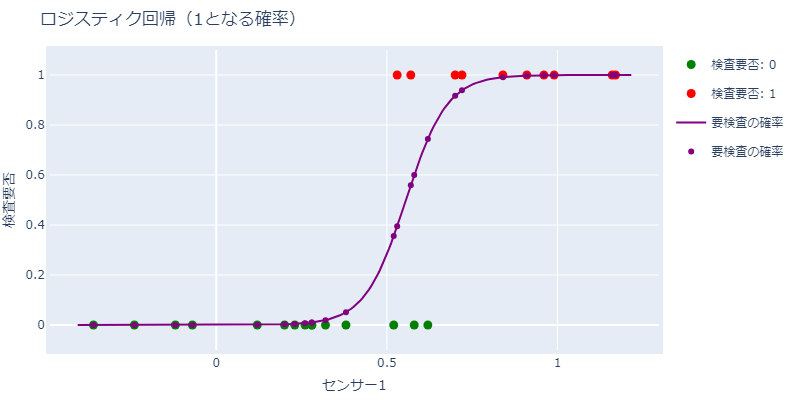 ロジスティク回帰（1となる確率）
検査要否
1
0.8
0.6
0.4
0.2
0
0
0.5
1
センサー1
検査要否: 0
検査要否: 1
要検査の確率
要検査の確率